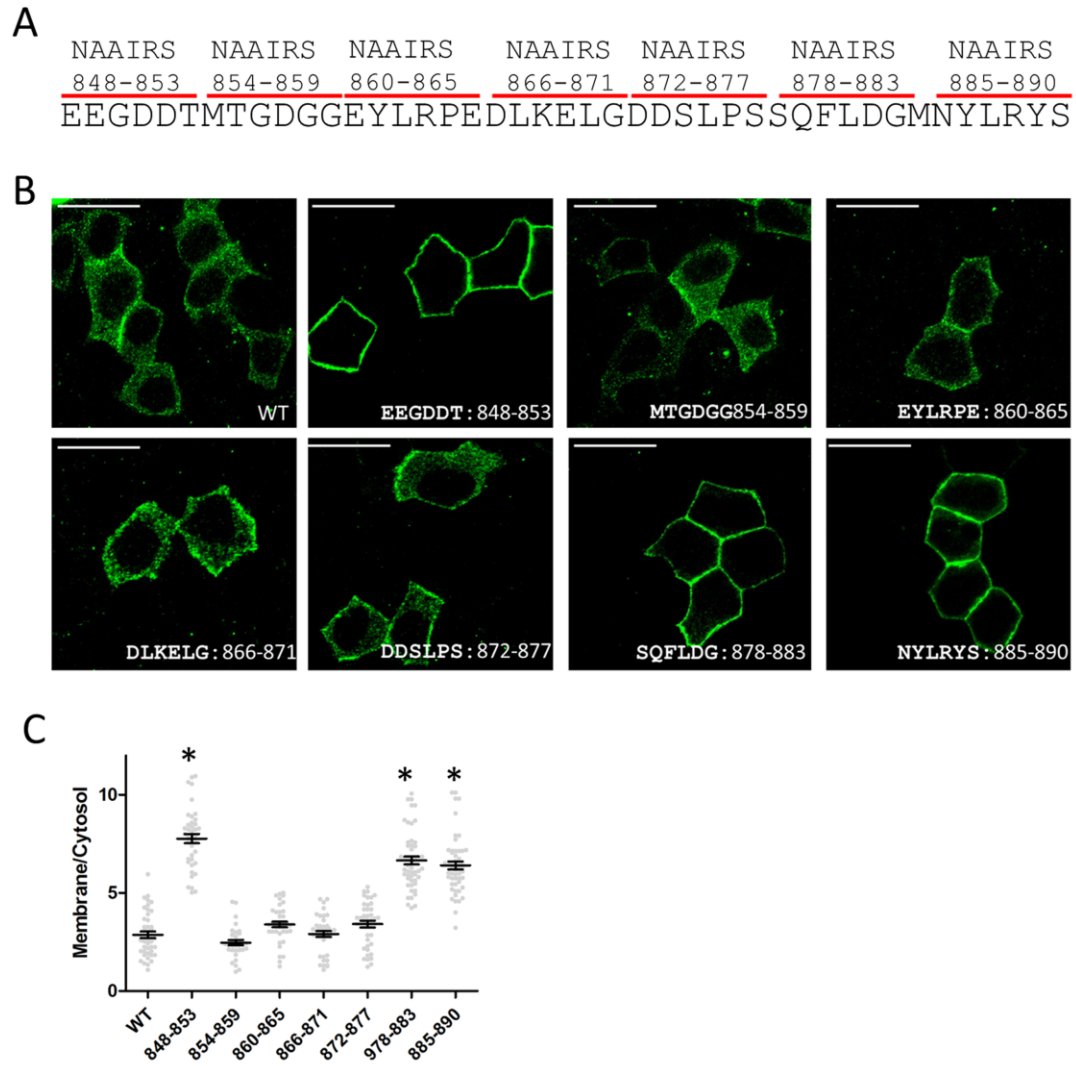 A
NAAIRS NAAIRS NAAIRS NAAIRS NAAIRS NAAIRS NAAIRS
848-853 854-859 860-865 866-871 872-877 878-883 885-890
EEGDDTMTGDGGEYLRPEDLKELGDDSLPSSQFLDGMNYLRYS
B
WT
EEGDDT:848-853
MTGDGG854-859
EYLRPE:860-865
DLKELG:866-871
DDSLPS:872-877
SQFLDG:878-883
NYLRYS:885-890
C
* * *
Membrane/Cytosol
10
5
0
WT 848-853 854-859 860-865 866-871 872-877 978-883 885-890